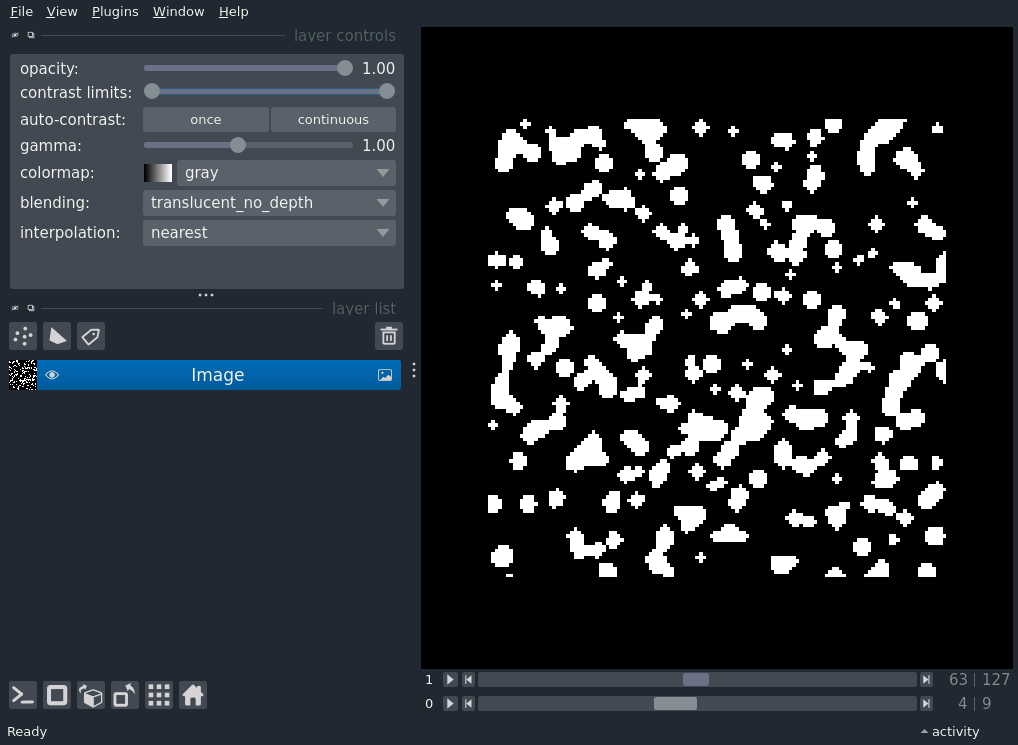 File View Plugins Window Help
layer controls
opacity: 1.00
contrast limits:
auto-contrast: once continuous
gamma: 1.00
colormap: gray
blending: translucent_no_depth
interpolation: nearest
layer list
Image
1 63 | 127
0 4 | 9
Ready activity